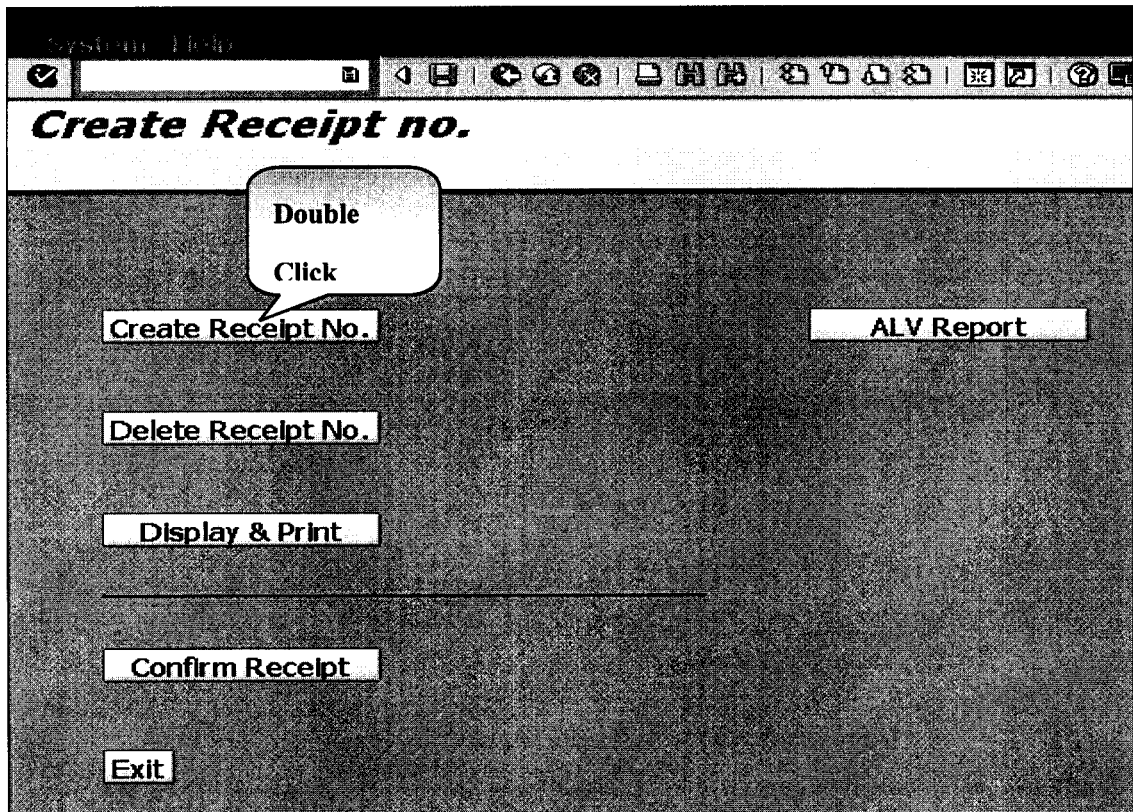 System Help
Create Receipt no.
Double
Click
Create Receipt No.
ALV Report
Delete Receipt No.
Display & Print
Confirm Receipt
Exit